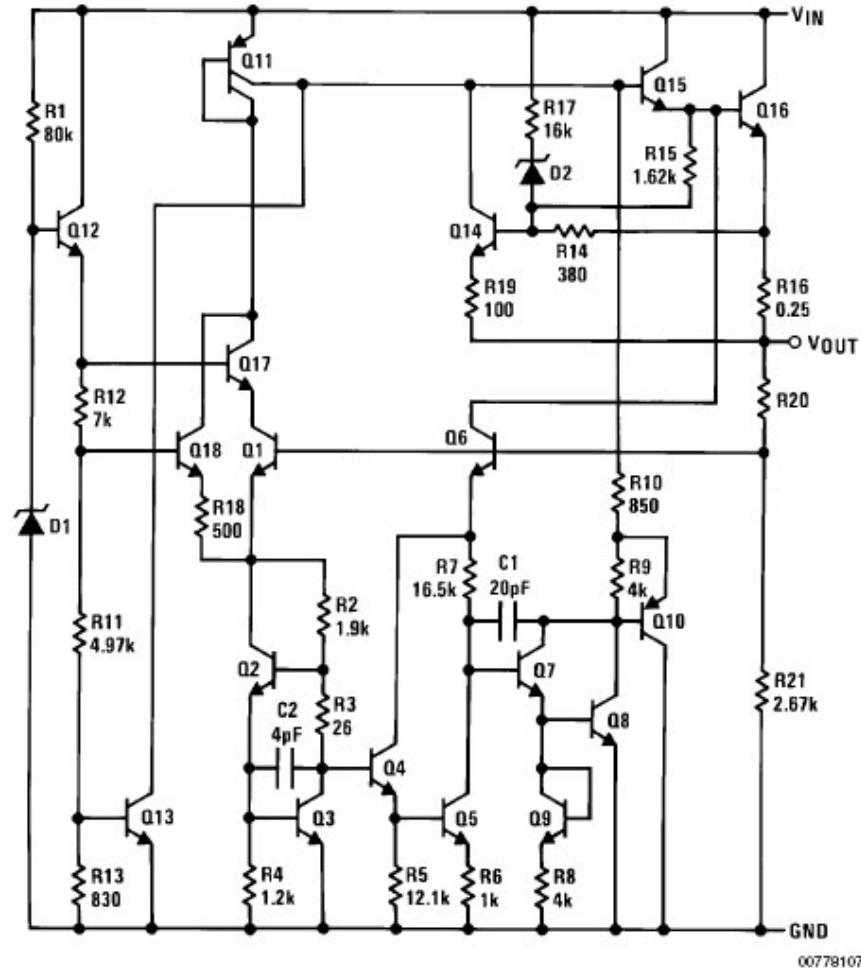 VIN
Q11
Q15
Q16
R1
80k
R17
16k
D2
R15
1.62k
Q12
Q14
R14
380
R19
100
R16
0.25
VOUT
Q17
R12
7k
Q18
Q1
Q6
R20
R18
500
D1
R10
850
R7
16.5k
C1
20pF
R9
4k
Q10
R2
1.9k
R11
4.97k
Q2
Q7
R3
26
C2
4pF
Q8
R21
2.67k
Q4
Q13
Q3
Q5
Q9
R13
830
R4
1.2k
R5
12.1k
R6
1k
R8
4k
GND
00778107